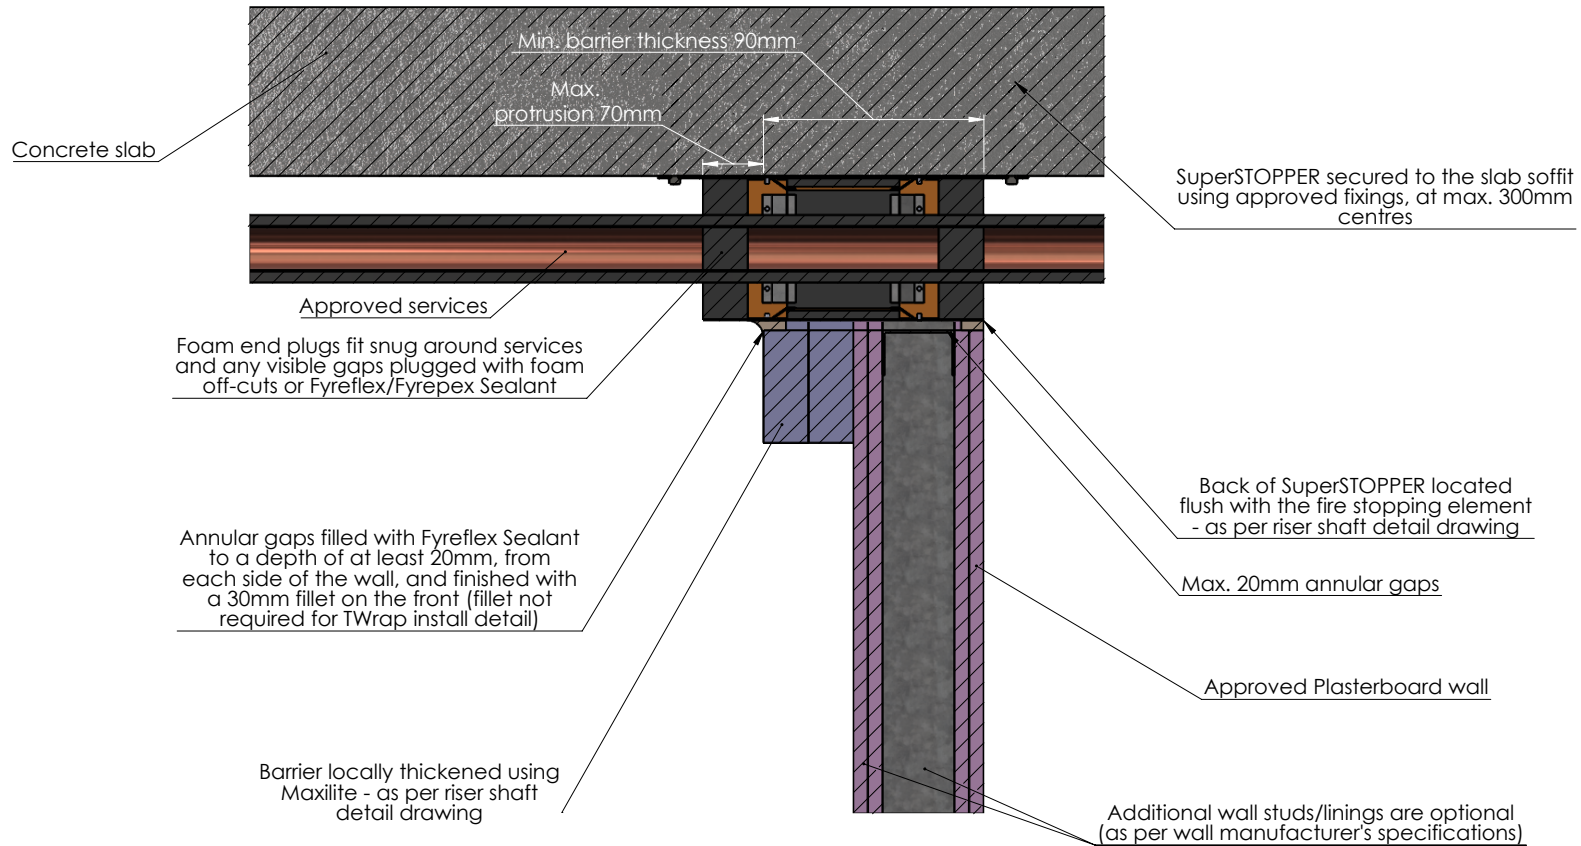 Min. barrier thickness 90mm
Max.
protrusion 70mm
Concrete slab
SuperSTOPPER secured to the slab soffit
using approved fixings, at max. 300mm
centres
Approved services
Foam end plugs fit snug around services
and any visible gaps plugged with foam
off-cuts or Fyreflex/Fyrepex Sealant
Back of SuperSTOPPER located
flush with the fire stopping element
- as per riser shaft detail drawing
Annular gaps filled with Fyreflex Sealant
to a depth of at least 20mm, from
each side of the wall, and finished with
a 30mm fillet on the front (fillet not
required for TWrap install detail)
Max. 20mm annular gaps
Approved Plasterboard wall
Barrier locally thickened using
Maxilite - as per riser shaft
detail drawing
Additional wall studs/linings are optional
(as per wall manufacturer's specifications)